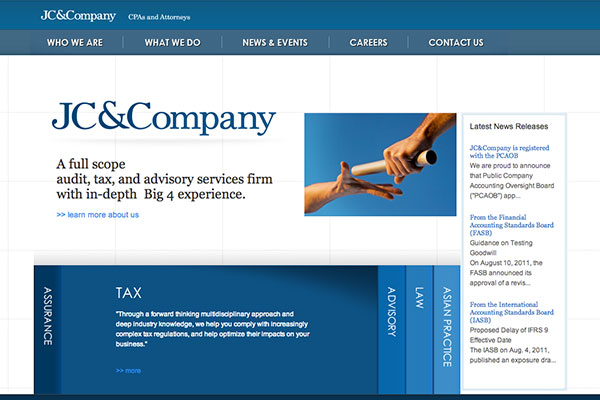 JC&Company CPAs and Attorneys
WHO WE ARE WHAT WE DO NEWS & EVENTS CAREERS CONTACT US
JC&Company
A full scope
audit, tax, and advisory services firm
with in-depth Big 4 experience.
>> learn more about us
Latest News Releases
JC&Company is registered
with the PCAOB
We are proud to announce
that Public Company
Accounting Oversight Board
("PCAOB") app...
From the Financial
Accounting Standards Board
(FASB)
Guidance on Testing
Goodwill
On August 10, 2011, the
FASB announced its
approval of a revis...
From the International
Accounting Standards Board
(IASB)
Proposed Delay of IFRS 9
Effective Date
The IASB on Aug. 4, 2011,
published an exposure dra...
ASSURANCE
TAX
"Through a forward thinking multidisciplinary approach and
deep industry knowledge, we help you comply with increasingly
complex tax regulations, and help optimize their impacts on your
business."
>> more
ADVISORY
LAW
ASIAN PRACTICE